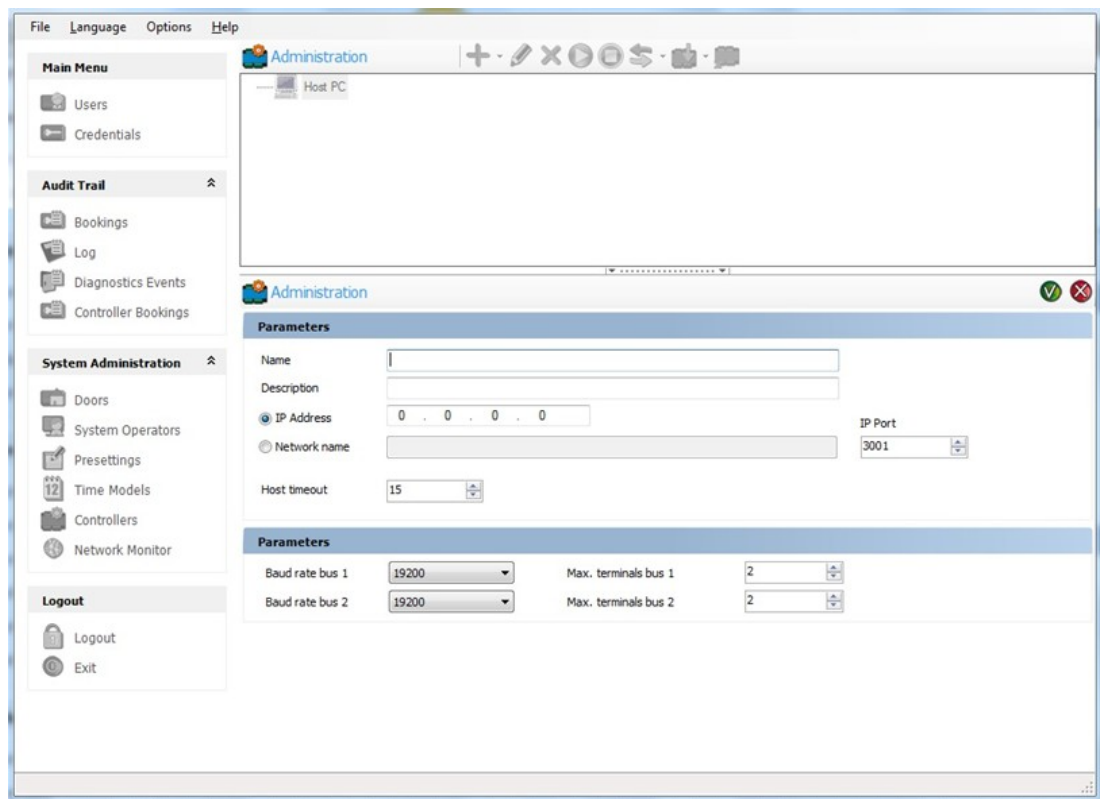 File Language Options Help
Main Menu
Users
Credentials
Audit Trail
Bookings
Log
Diagnostics Events
Controller Bookings
System Administration
Doors
System Operators
Presettings
12 Time Models
Controllers
Network Monitor
Logout
Logout
Exit
Administration
Host PC
Administration
Parameters
Name
Description
IP Address 0 . 0 . 0 . 0
IP Port
Network name 3001
Host timeout 15
Parameters
Baud rate bus 1 19200 Max. terminals bus 1 2
Baud rate bus 2 19200 Max. terminals bus 2 2